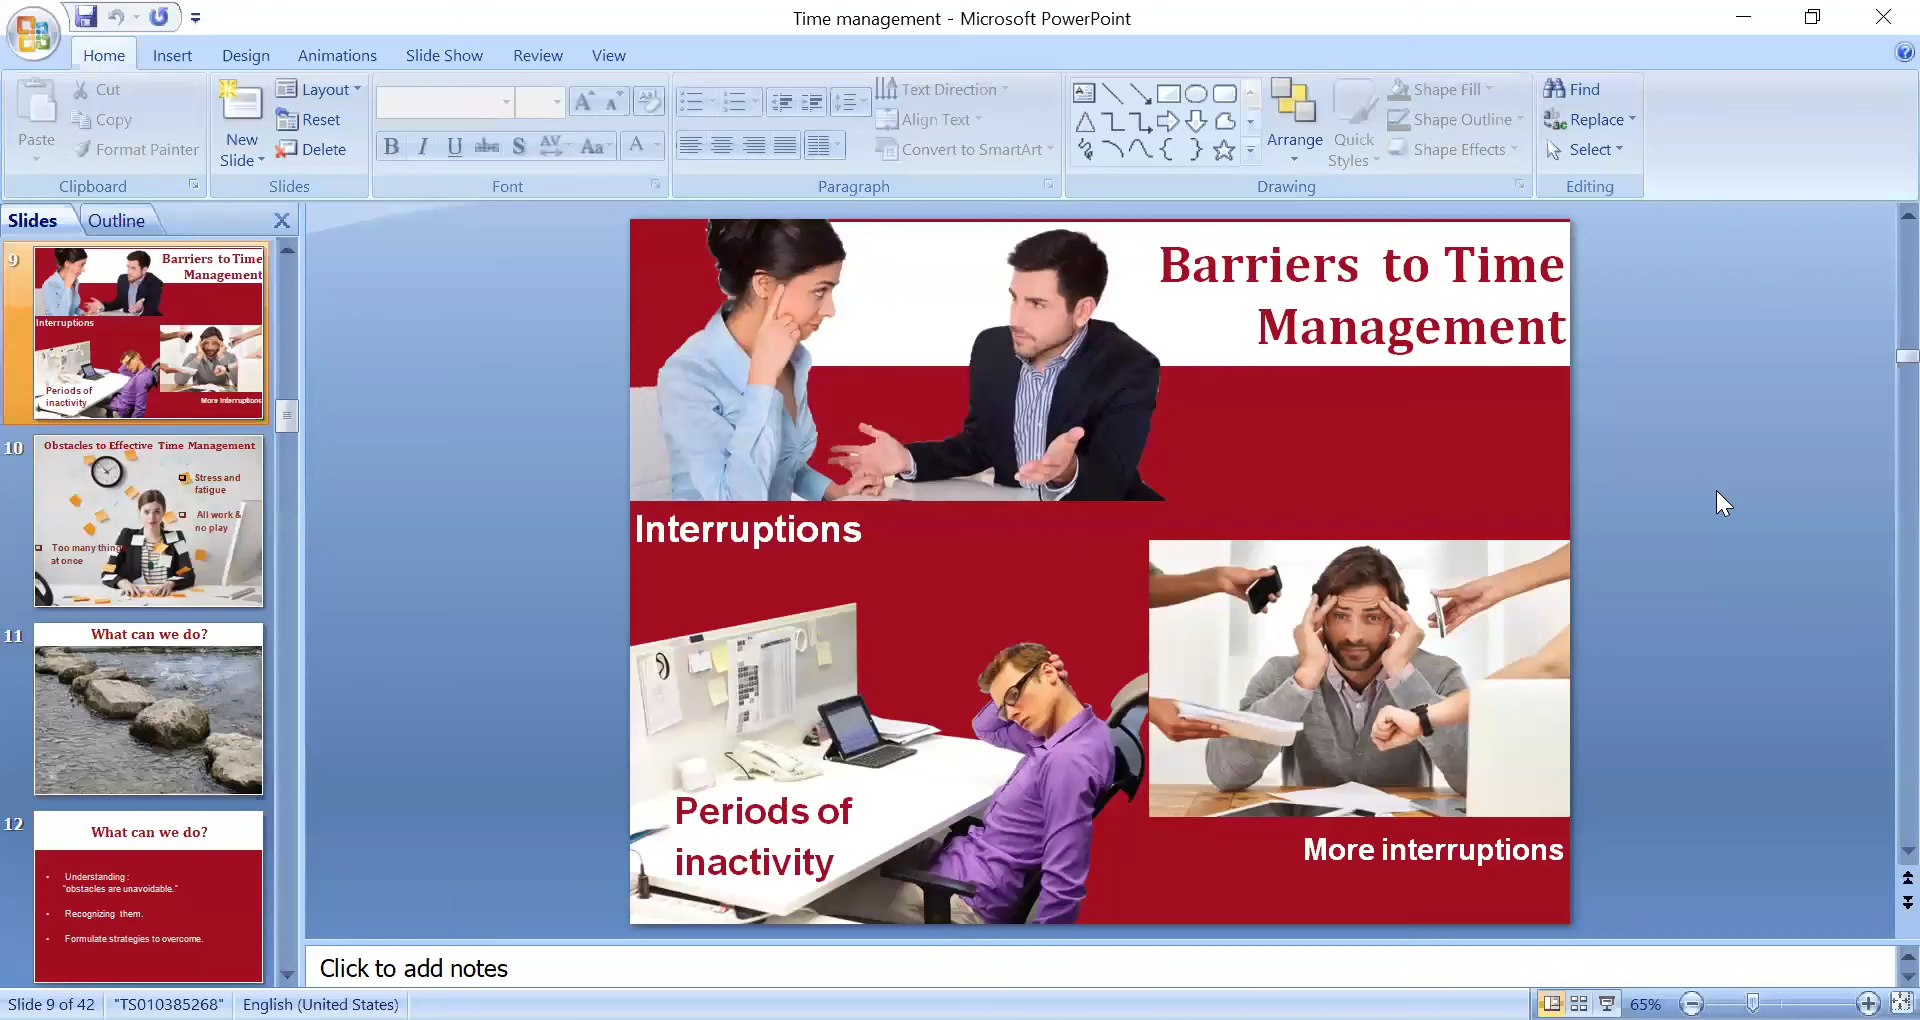 Time management - Microsoft PowerPoint
Home Insert Design Animations Slide Show Review View
Paste
Cut
Copy
Format Painter
Clipboard
New
Slide
Layout
Reset
Delete
Slides
B I U abc S AV Aa A
Font
Text Direction
Align Text
Convert to SmartArt
Paragraph
Arrange
Quick
Styles
Shape Fill
Shape Outline
Shape Effects
Drawing
Find
Replace
Select
Editing
Slides Outline
9
Barriers to Time
Management
Interruptions
Periods of
inactivity
More interruptions
10
Obstacles to Effective Time Management
Stress and
fatigue
All work &
no play
Too many things
at once
11
What can we do?
12
What can we do?
Understanding :
"obstacles are unavoidable."
Recognizing them.
Formulate strategies to overcome.
Barriers to Time
Management
Interruptions
Periods of
inactivity
More interruptions
Click to add notes
Slide 9 of 42 "TS010385268" English (United States) 65%